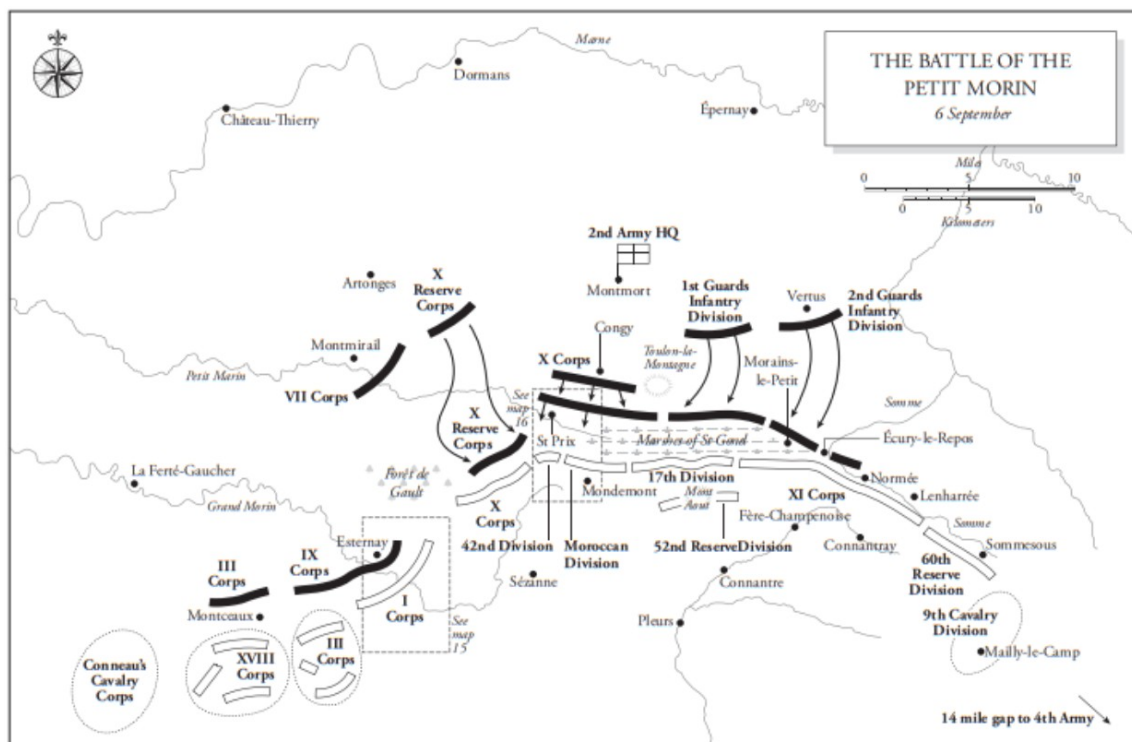 THE BATTLE OF THE
PETIT MORIN
6 September
Miles
0 5 10
0 5 10
Kilometers
Marne
Dormans
Château-Thierry
Épernay
2nd Army HQ
Montmort
Artonges
X
Reserve
Corps
1st Guards
Infantry
Division
Vertus
2nd Guards
Infantry
Division
Congy
Montmirail
Toulon-la-
Montagne
X Corps
Morains-
le-Petit
Petit Marin
VII Corps
See
map
16
Somme
X
Reserve
Corps
St Prix
Marshes of St Gond
Écury-le-Repos
La Ferté-Gaucher
Forêt de
Gault
17th Division
Normée
Mondemont
Mont
Aout
XI Corps
Lenharrée
Grand Morin
X
Corps
Fère-Champenoise
Somme
Esternay
42nd Division
Moroccan
Division
52nd ReserveDivision
Connantray
Sommesous
III
Corps
IX
Corps
Sézanne
Connantre
60th
Reserve
Division
Montceaux
I
Corps
See
map
15
Pleurs
9th Cavalry
Division
Conneau's
Cavalry
Corps
XVIII
Corps
III
Corps
Mailly-le-Camp
14 mile gap to 4th Army